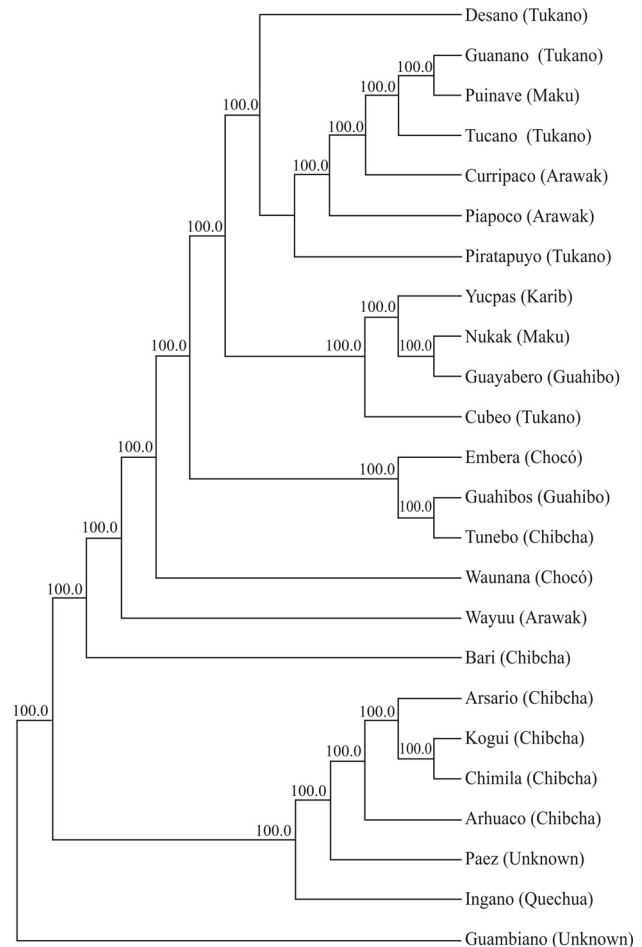 Desano (Tukano)
Guanano (Tukano)
100.0
Puinave (Maku)
100.0
100.0
Tucano (Tukano)
100.0
Curripaco (Arawak)
100.0
Piapoco (Arawak)
100.0
Piratapuyo (Tukano)
Yucpas (Karib)
100.0
Nukak (Maku)
100.0
100.0
100.0
Guayabero (Guahibo)
Cubeo (Tukano)
100.0
Embera (Chocó)
100.0
Guahibos (Guahibo)
100.0
Tunebo (Chibcha)
100.0
Waunana (Chocó)
100.0
Wayuu (Arawak)
Bari (Chibcha)
Arsario (Chibcha)
100.0
100.0
Kogui (Chibcha)
100.0
100.0
Chimila (Chibcha)
100.0
Arhuaco (Chibcha)
100.0
Paez (Unknown)
Ingano (Quechua)
Guambiano (Unknown)